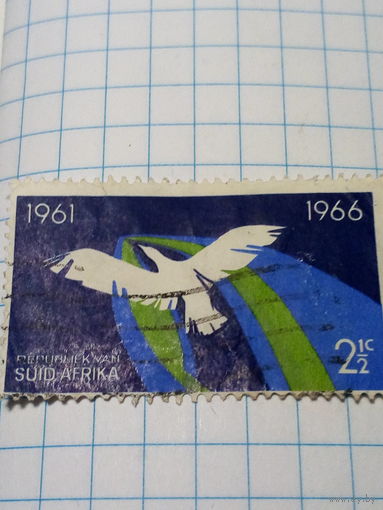 1961 1966
REPUBLIEK VAN
SUID-AFRIKA
2½c